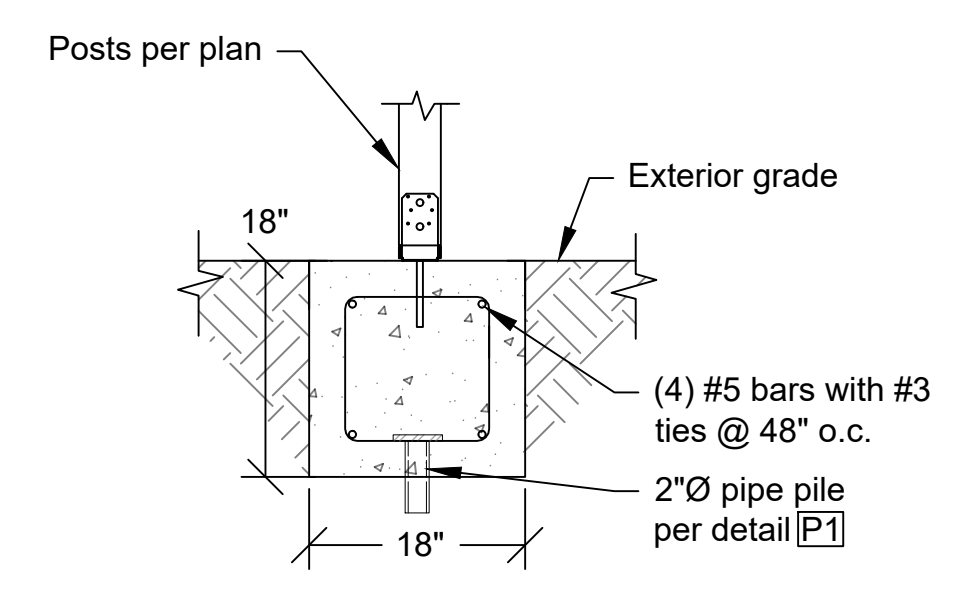 Posts per plan
Exterior grade
18"
(4) #5 bars with #3
ties @ 48" o.c.
2"Ø pipe pile
per detail P1
18"